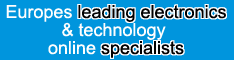 Europes leading electronics
& technology
online specialists